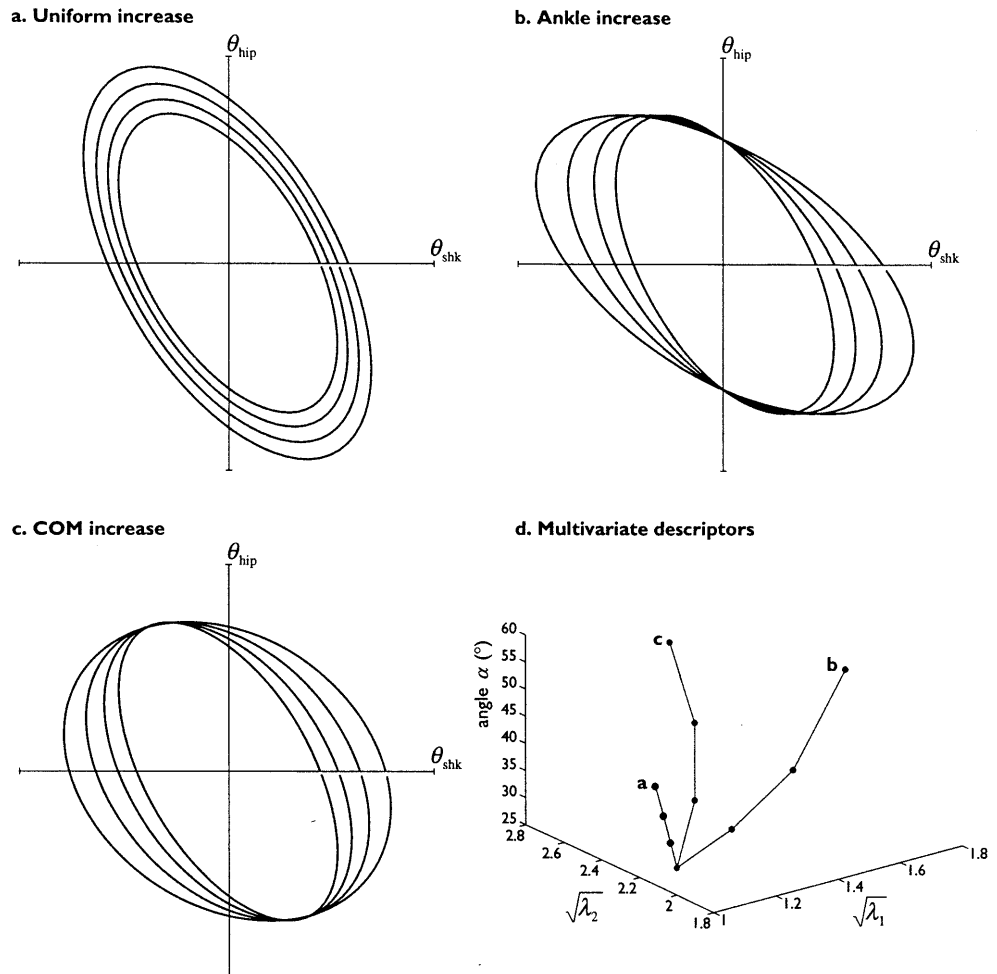 a. Uniform increase
θhip
θshk
b. Ankle increase
θhip
θshk
c. COM increase
θhip
θshk
d. Multivariate descriptors
angle α (°)
60
55
50
45
40
35
30
25
2.8
2.6
2.4
2.2
2
1.8
√λ2
1
1.2
1.4
1.6
1.8
√λ1
a
b
c